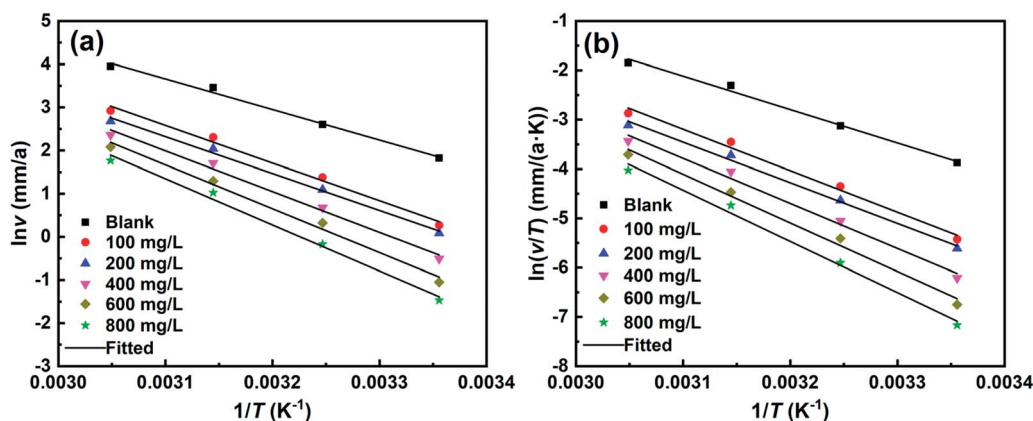 (a)
lnv (mm/a)
5
4
3
2
1
0
-1
-2
-3
Blank
100 mg/L
200 mg/L
400 mg/L
600 mg/L
800 mg/L
Fitted
0.0030 0.0031 0.0032 0.0033 0.0034
1/T (K⁻¹)
(b)
ln(v/T) (mm/(a·K)
0
-1
-2
-3
-4
-5
-6
-7
-8
Blank
100 mg/L
200 mg/L
400 mg/L
600 mg/L
800 mg/L
Fitted
0.0030 0.0031 0.0032 0.0033 0.0034
1/T (K⁻¹)